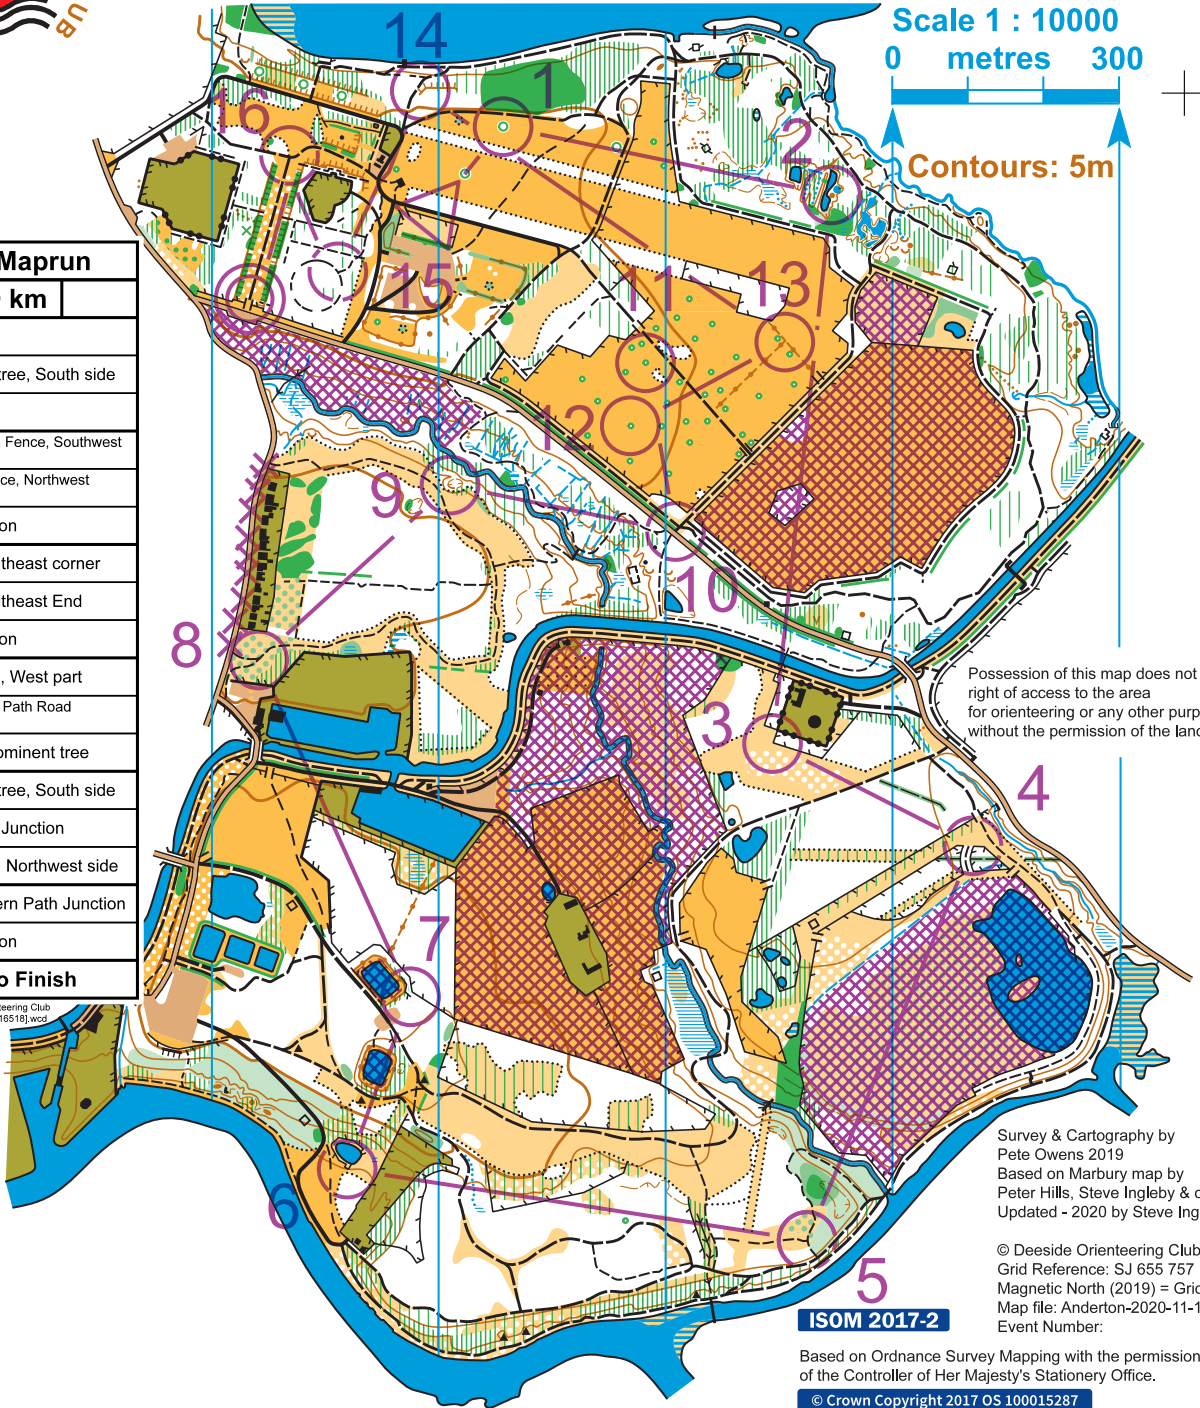 UB
Scale 1 : 10000
0 metres 300
Contours: 5m
Maprun
km
tree, South side
Fence, Southwest
ce, Northwest
on
theast corner
theast End
on
, West part
Path Road
ominent tree
tree, South side
Junction
Northwest side
ern Path Junction
on
o Finish
teering Club
16518].wcd
14
1
2
16
15
11
13
12
9
10
8
3
4
7
6
5
Possession of this map does not
right of access to the area
for orienteering or any other purp
without the permission of the land
Survey & Cartography by
Pete Owens 2019
Based on Marbury map by
Peter Hills, Steve Ingleby & o
Updated - 2020 by Steve Ing
© Deeside Orienteering Club
Grid Reference: SJ 655 757
Magnetic North (2019) = Grid
Map file: Anderton-2020-11-1
Event Number:
ISOM 2017-2
Based on Ordnance Survey Mapping with the permission
of the Controller of Her Majesty's Stationery Office.
© Crown Copyright 2017 OS 100015287